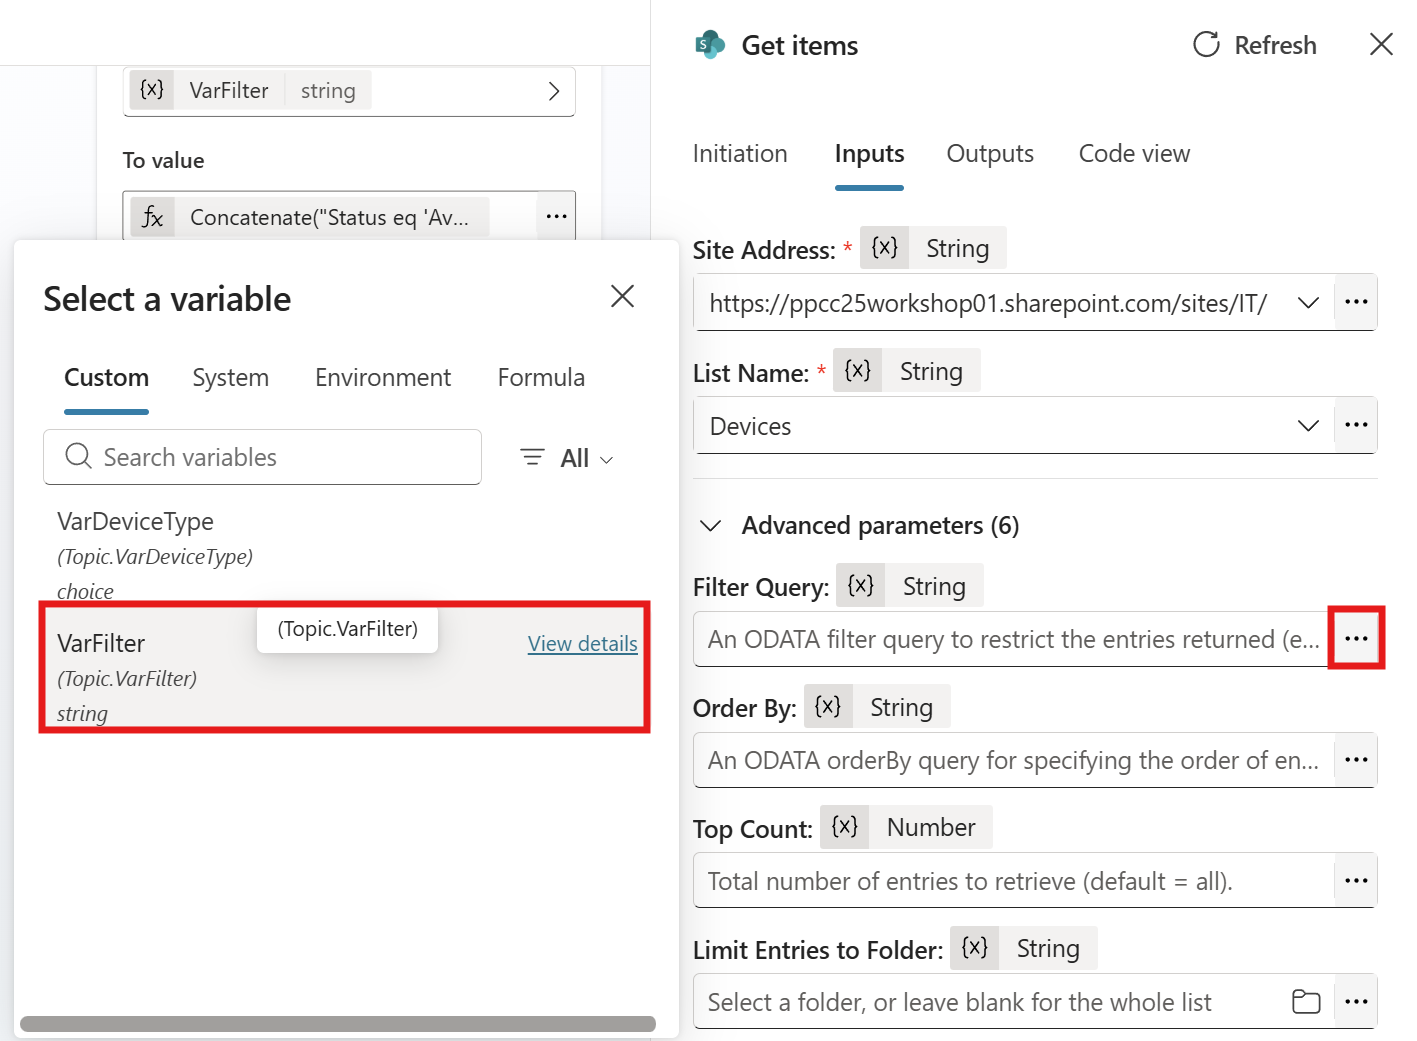 {x} VarFilter string
To value
fx Concatenate("Status eq 'Av...
Select a variable
Custom System Environment Formula
Search variables All
VarDeviceType
(Topic.VarDeviceType)
choice
VarFilter (Topic.VarFilter) View details
(Topic.VarFilter)
string
Get items Refresh
Initiation Inputs Outputs Code view
Site Address: * {x} String
https://ppcc25workshop01.sharepoint.com/sites/IT/
List Name: * {x} String
Devices
Advanced parameters (6)
Filter Query: {x} String
An ODATA filter query to restrict the entries returned (e...
Order By: {x} String
An ODATA orderBy query for specifying the order of en...
Top Count: {x} Number
Total number of entries to retrieve (default = all).
Limit Entries to Folder: {x} String
Select a folder, or leave blank for the whole list